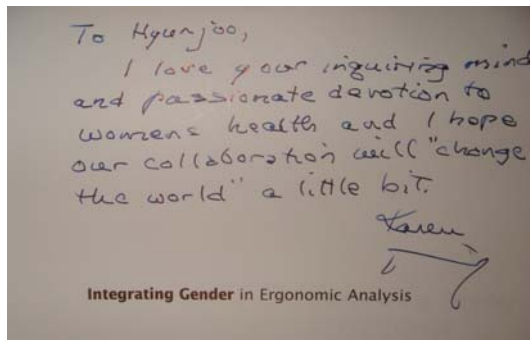 To Hyunjoo,
I love your inquiring mind
and passionate devotion to
womens health and I hope
our collaboration will "change
the world" a little bit.
Karen
Integrating Gender in Ergonomic Analysis